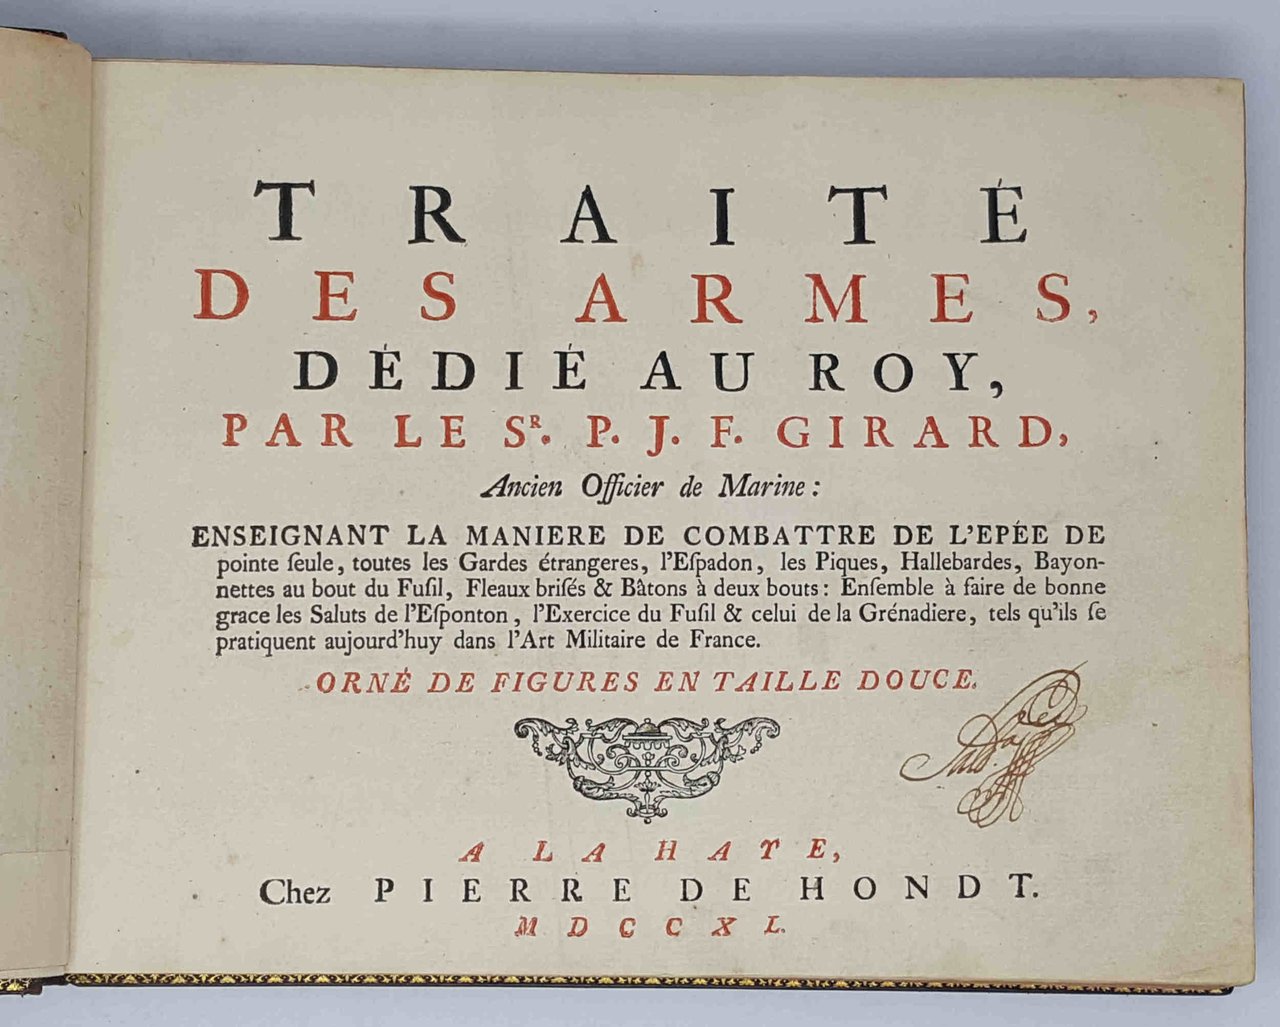 TRAITÉ
DES ARMES,
DÉDIÉ AU ROY,
PAR LE Sᴿ. P. J. F. GIRARD,
Ancien Officier de Marine:
ENSEIGNANT LA MANIERE DE COMBATTRE DE L'EPÉE DE
pointe ſeule, toutes les Gardes étrangeres, l'Eſpadon, les Piques, Hallebardes, Bayon-
nettes au bout du Fuſil, Fleaux briſés & Bâtons à deux bouts: Enſemble à faire de bonne
grace les Saluts de l'Eſponton, l'Exercice du Fuſil & celui de la Grénadiere, tels qu'ils ſe
pratiquent aujourd'huy dans l'Art Militaire de France.
ORNÉ DE FIGURES EN TAILLE DOUCE.
A LA HAYE,
Chez PIERRE DE HONDT.
MDCCXL.